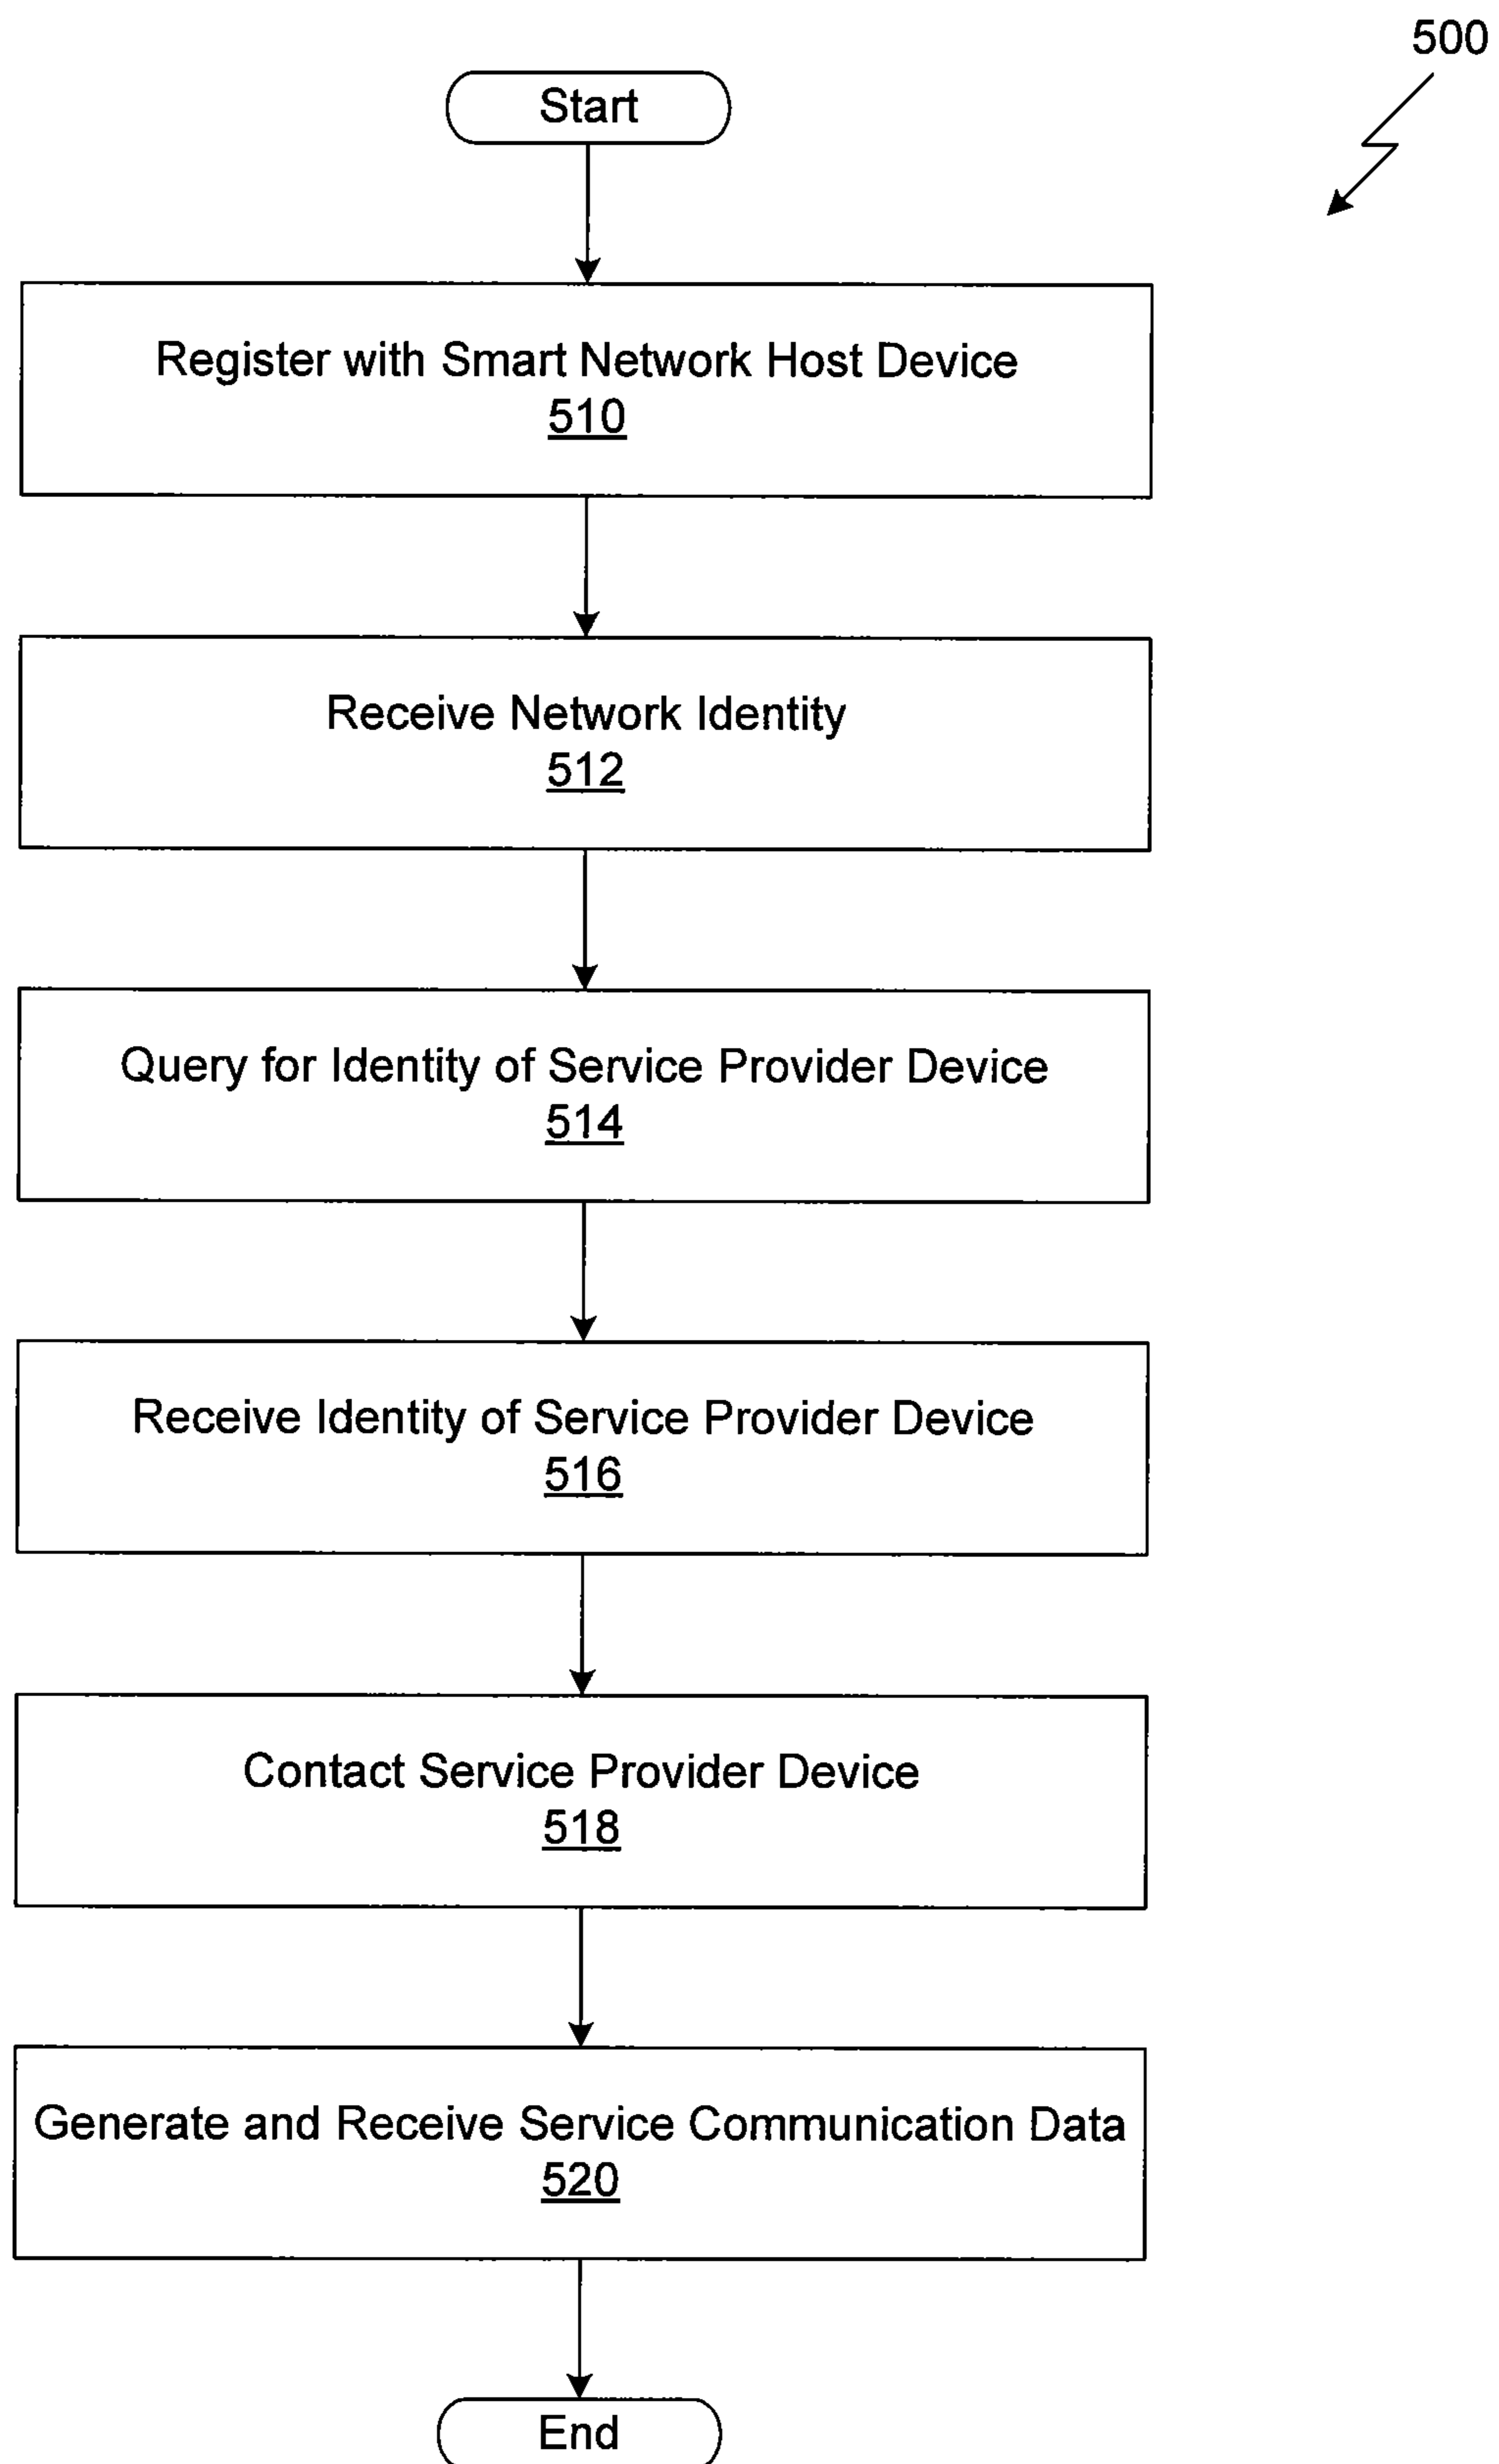 500
Start
Register with Smart Network Host Device
510
Receive Network Identity
512
Query for Identity of Service Provider Device
514
Receive Identity of Service Provider Device
516
Contact Service Provider Device
518
Generate and Receive Service Communication Data
520
End